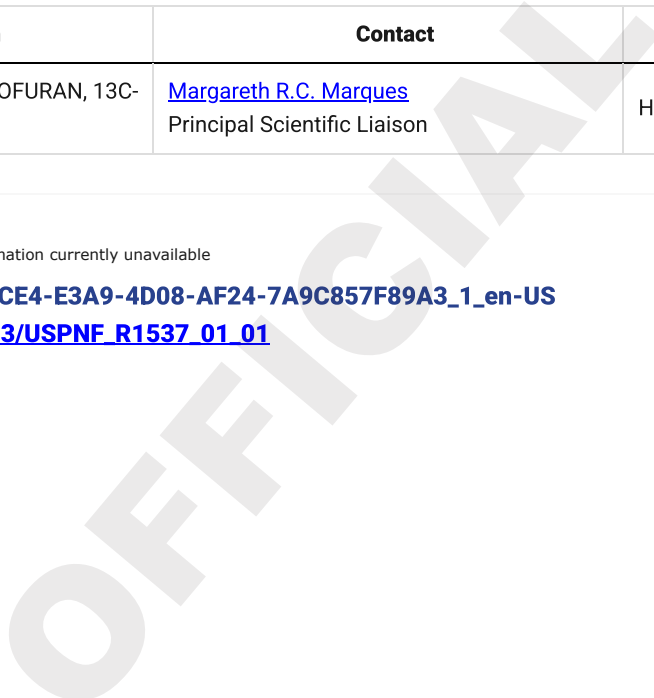 Contact
OFURAN, 13C-
Margareth R.C. Marques
Principal Scientific Liaison
H
mation currently unavailable
CE4-E3A9-4D08-AF24-7A9C857F89A3_1_en-US
3/USPNF_R1537_01_01
OFFICIAL